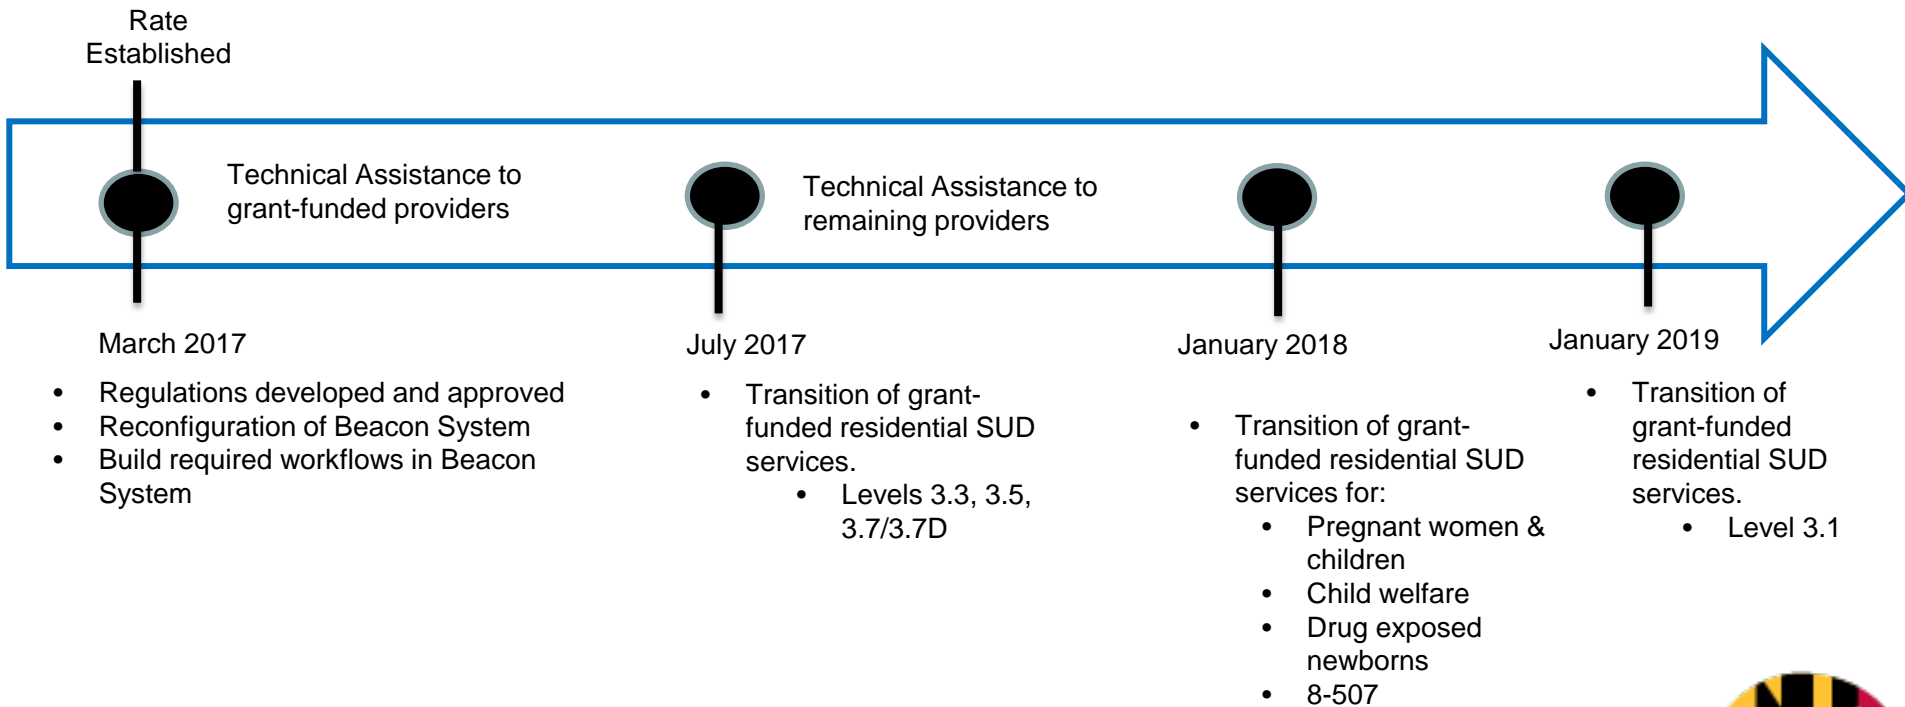 Rate
Established
Technical Assistance to
grant-funded providers
Technical Assistance to
remaining providers
March 2017
• Regulations developed and approved
• Reconfiguration of Beacon System
• Build required workflows in Beacon
System
July 2017
• Transition of grant-
funded residential SUD
services.
• Levels 3.3, 3.5,
3.7/3.7D
January 2018
• Transition of grant-
funded residential SUD
services for:
• Pregnant women &
children
• Child welfare
• Drug exposed
newborns
• 8-507
January 2019
• Transition of
grant-funded
residential SUD
services.
• Level 3.1